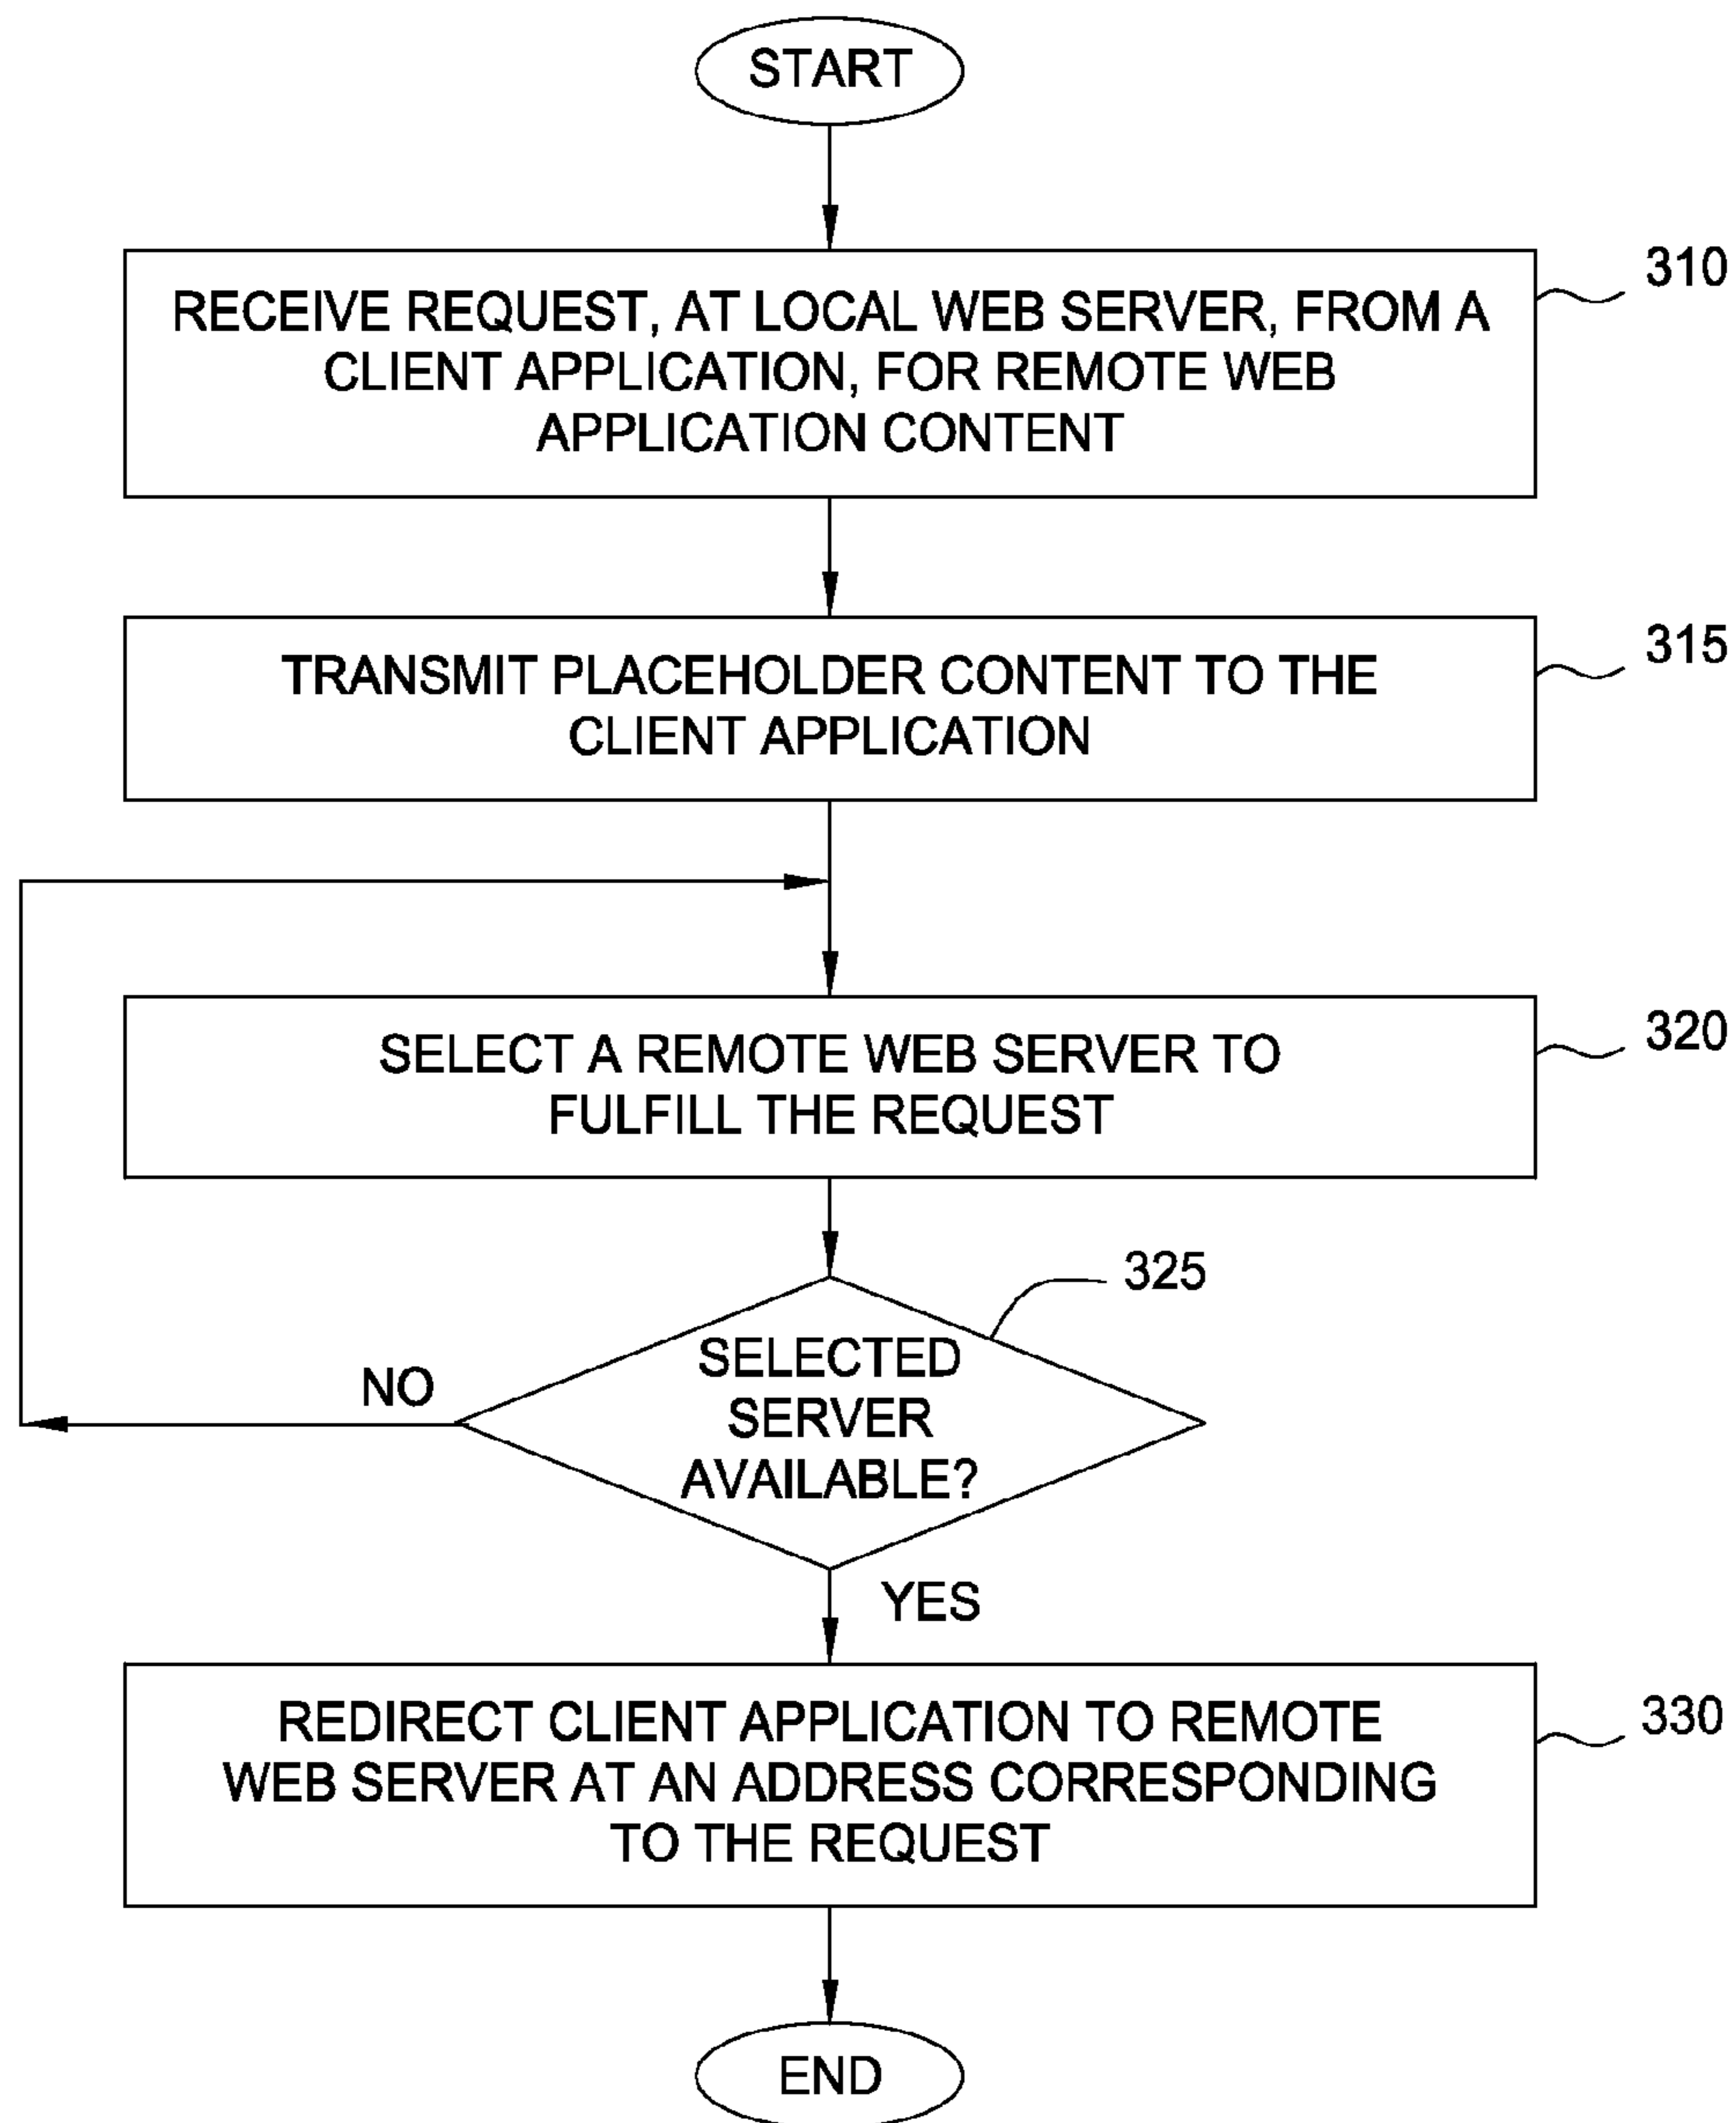 START
310
RECEIVE REQUEST, AT LOCAL WEB SERVER, FROM A
CLIENT APPLICATION, FOR REMOTE WEB
APPLICATION CONTENT
315
TRANSMIT PLACEHOLDER CONTENT TO THE
CLIENT APPLICATION
320
SELECT A REMOTE WEB SERVER TO
FULFILL THE REQUEST
325
SELECTED
SERVER
AVAILABLE?
NO
YES
330
REDIRECT CLIENT APPLICATION TO REMOTE
WEB SERVER AT AN ADDRESS CORRESPONDING
TO THE REQUEST
END